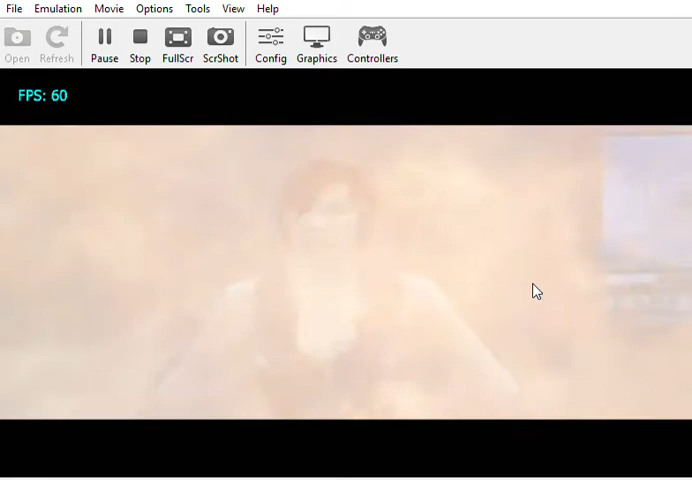 File Emulation Movie Options Tools View Help
Open Refresh Pause Stop FullScr ScrShot Config Graphics Controllers
FPS: 60